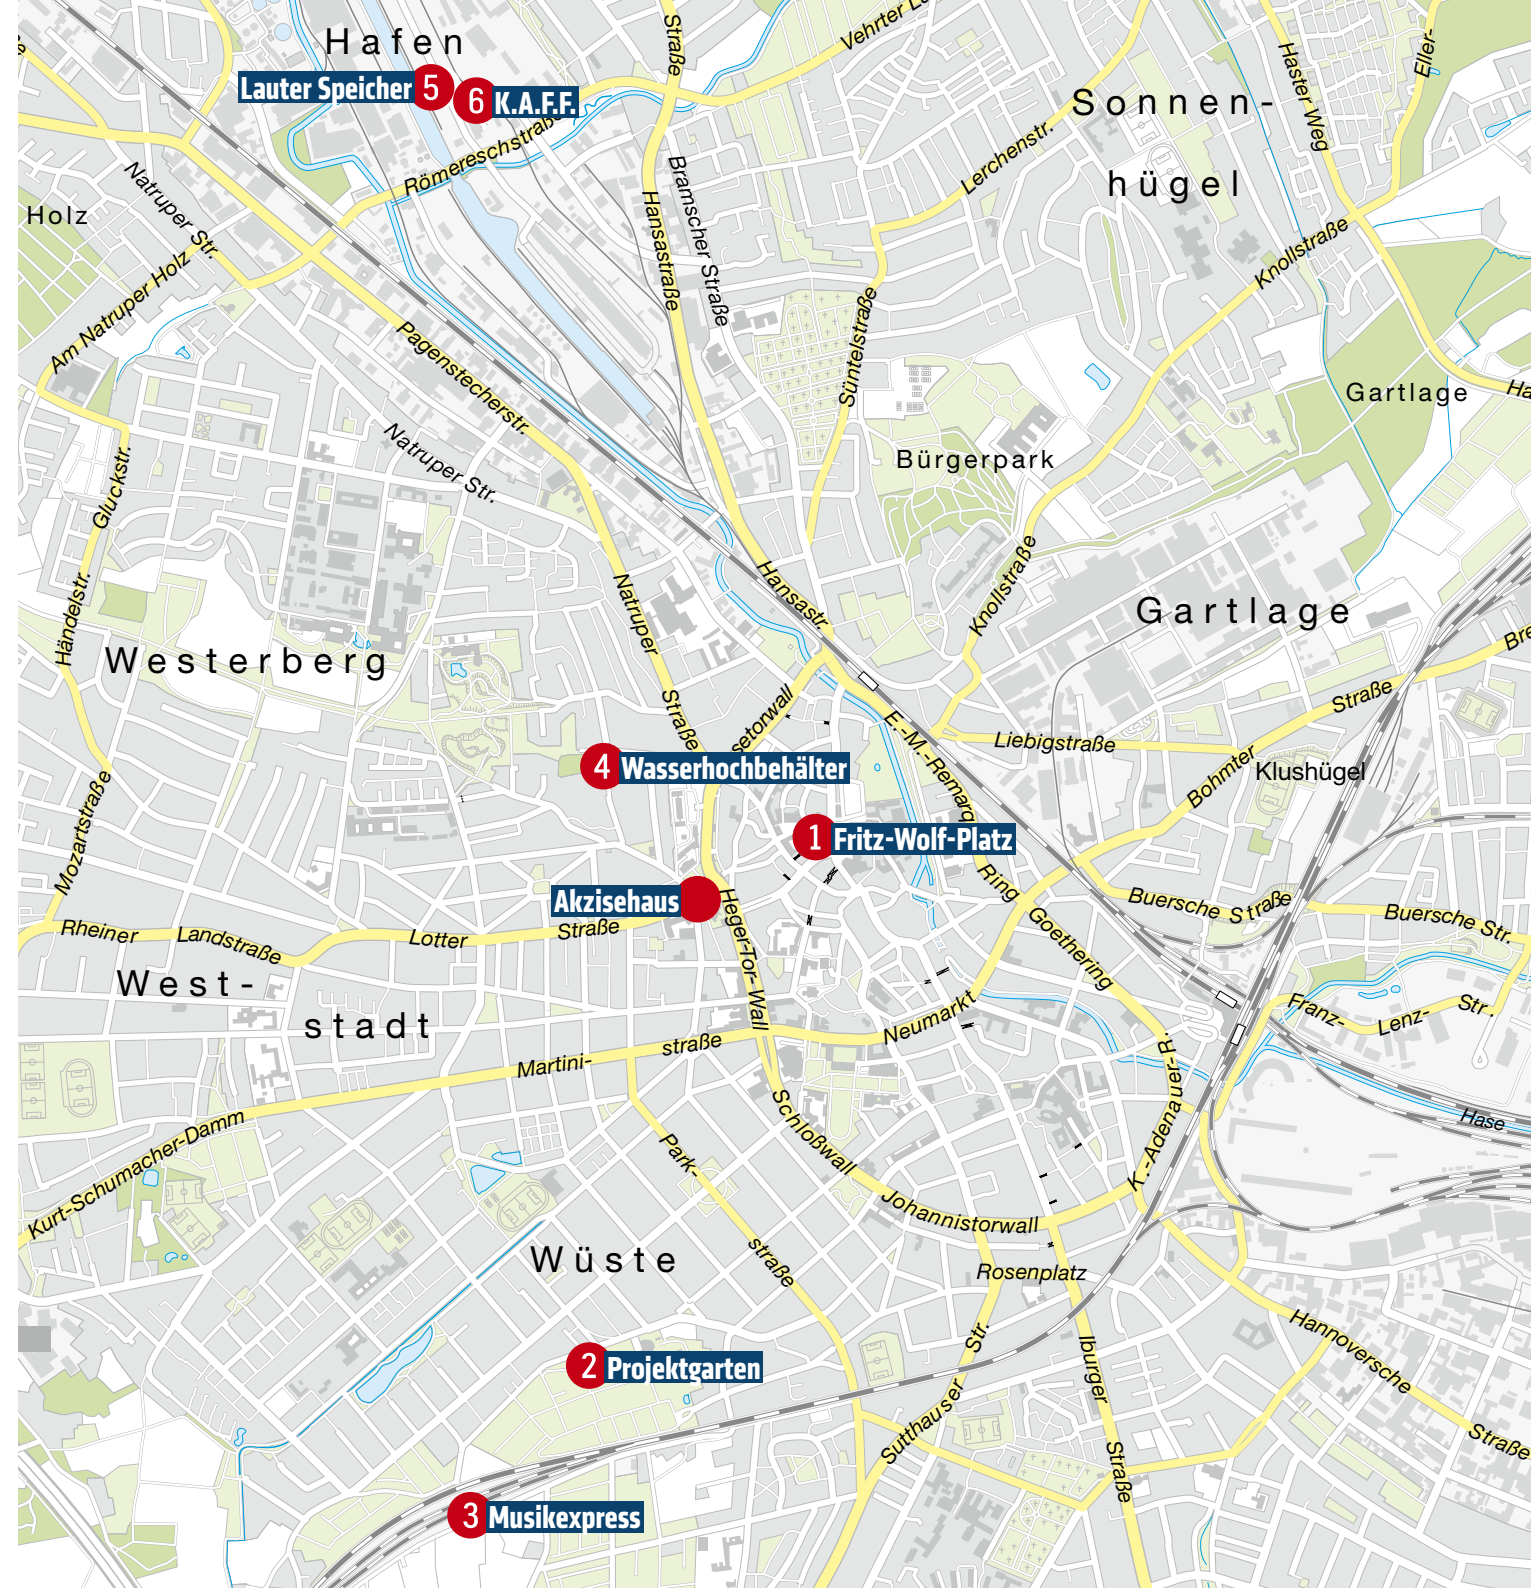 Hafen
Lauter Speicher 5
6 K.A.F.F.
Römereschstraße
Straße
Vehrter
Haster Weg
Eller-
Sonnen-
hügel
Lerchenstr.
Holz
Natruper Str.
Am Natruper Holz
Hansastraße
Bramscher Straße
Knollstraße
Süntelstraße
Pagenstecherstr.
Gartlage
Natruper Str.
Bürgerpark
Gluckstr.
Händelstr.
Hansastr.
Knollstraße
Natruper
Straße
Gartlage
Westerberg
Bre
Straße
setorwall
E.-M.-Remarq
Ring
Liebigstraße
Bohmter
Klushügel
4 Wasserhochbehälter
Mozartstraße
1 Fritz-Wolf-Platz
Akzisehaus
Heger-Tor-Wall
Goethering
Buersche Straße
Buersche Str.
Rheiner Landstraße
Lotter
Straße
West-
stadt
Neumarkt
Franz-
Lenz-
Str.
Martini-
straße
K.-Adenauer-R.
Schloßwall
Hase
Kurt-Schumacher-Damm
Park-
straße
Johannistorwall
Wüste
Rosenplatz
Iburger
Straße
Hannoversche
Straße
Sutthauser
Str.
2 Projektgarten
3 Musikexpress